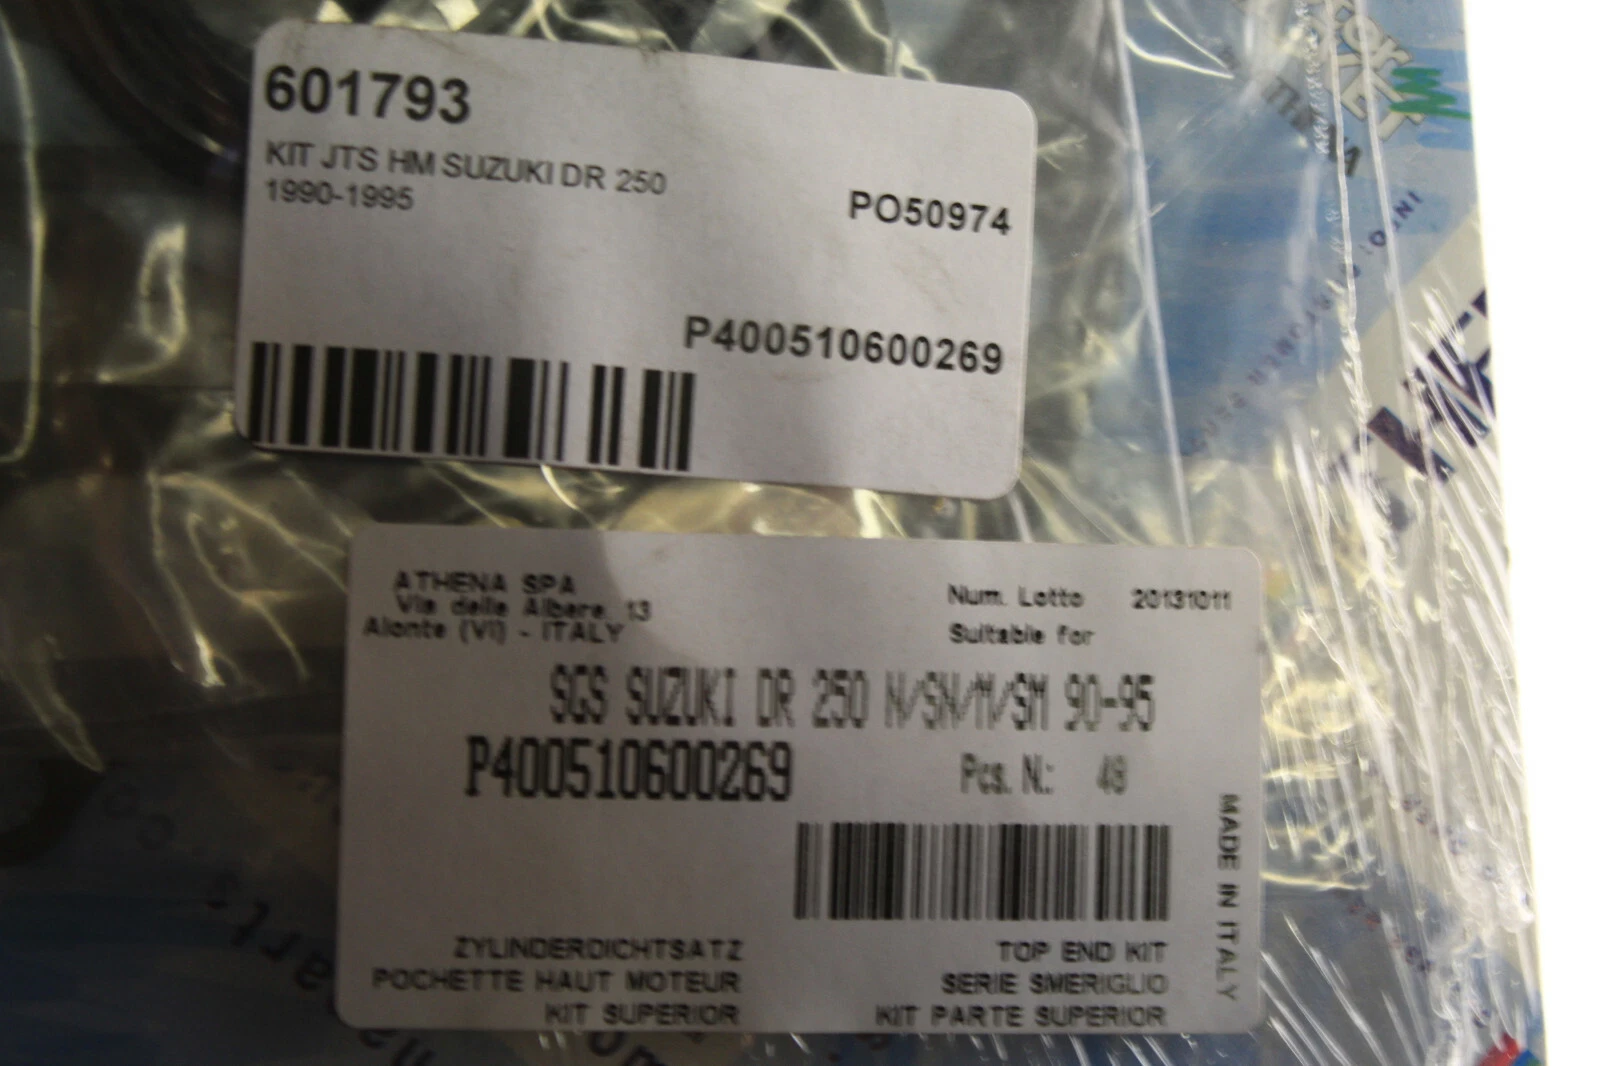 601793
KIT JTS HM SUZUKI DR 250
1990-1995
PO50974
P400510600269
ATHENA SPA
Via delle Albere, 13
Alonte (VI) - ITALY
Num. Lotto 20131011
Suitable for
SGS SUZUKI DR 250 N/SN/M/SM 90-95
P400510600269 Pcs. N.: 48
MADE IN ITALY
ZYLINDERDICHTSATZ
POCHETTE HAUT MOTEUR
KIT SUPERIOR
TOP END KIT
SERIE SMERIGLIO
KIT PARTE SUPERIOR